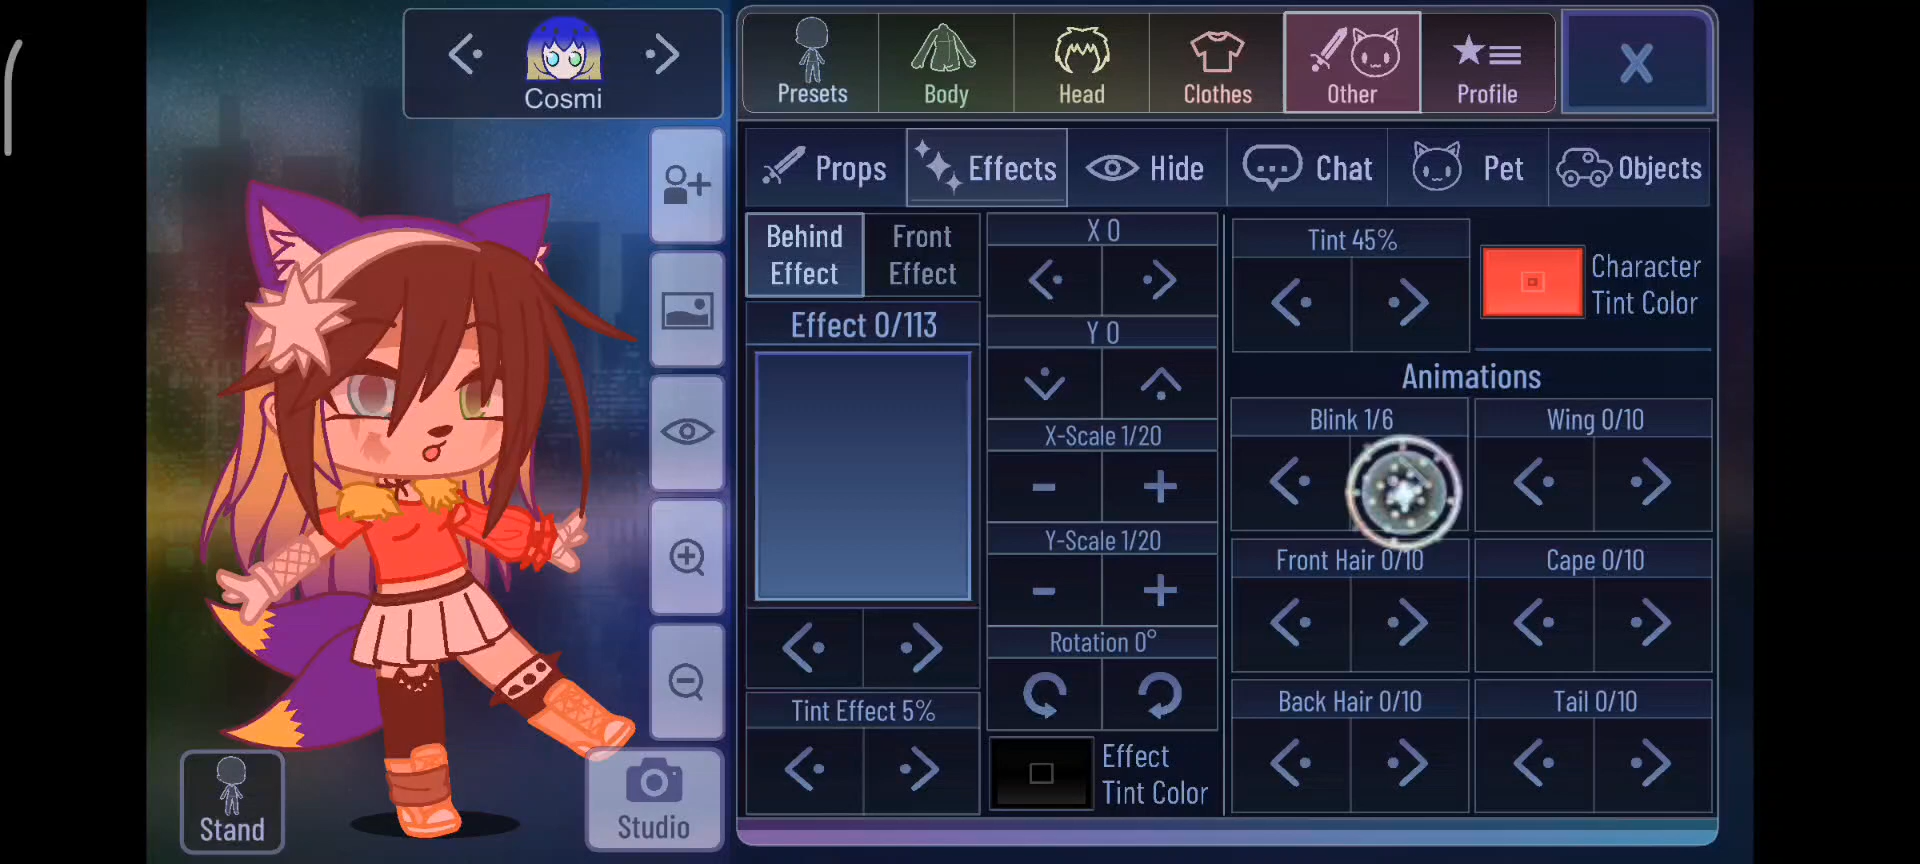 Cosmi
Presets
Body
Head
Clothes
Other
Profile
X
Props
Effects
Hide
Chat
Pet
Objects
Behind
Effect
Front
Effect
Effect 0/113
Tint Effect 5%
X 0
Y 0
X-Scale 1/20
Y-Scale 1/20
Rotation 0°
Effect
Tint Color
Tint 45%
Character
Tint Color
Animations
Blink 1/6
Wing 0/10
Front Hair 0/10
Cape 0/10
Back Hair 0/10
Tail 0/10
Stand
Studio